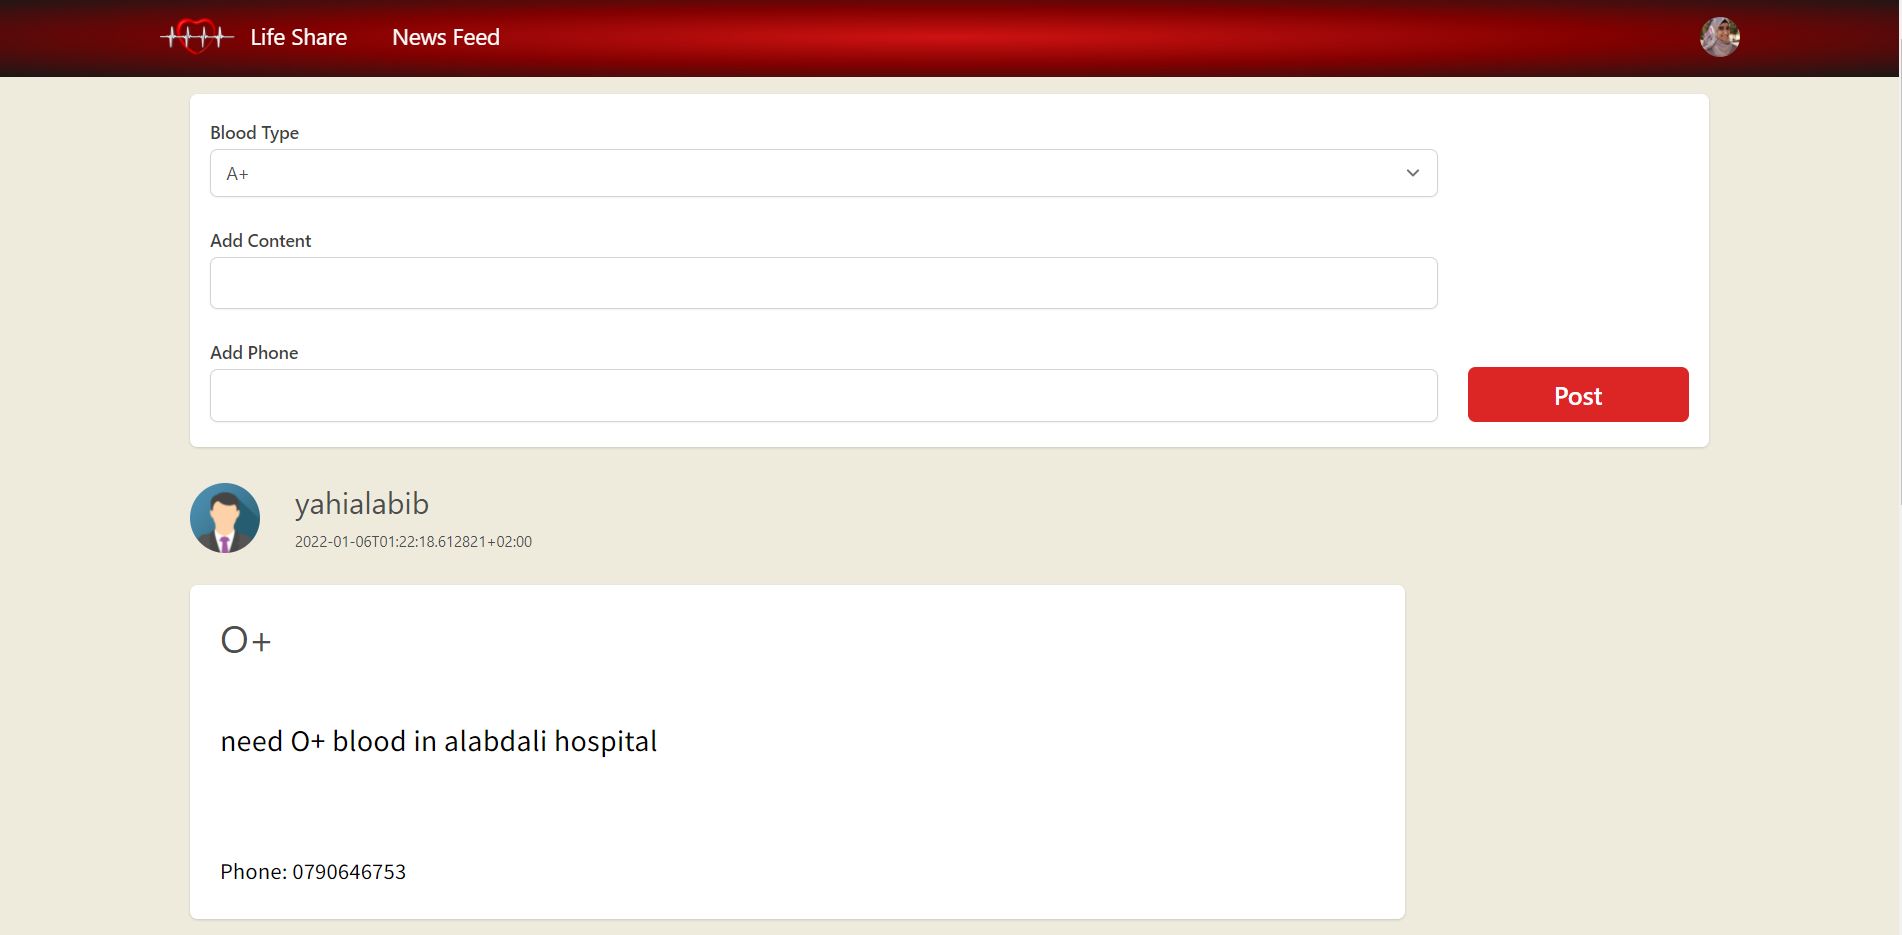 Life Share News Feed
Blood Type
A+
Add Content
Add Phone
Post
yahialabib
2022-01-06T01:22:18.612821+02:00
O+
need O+ blood in alabdali hospital
Phone: 0790646753